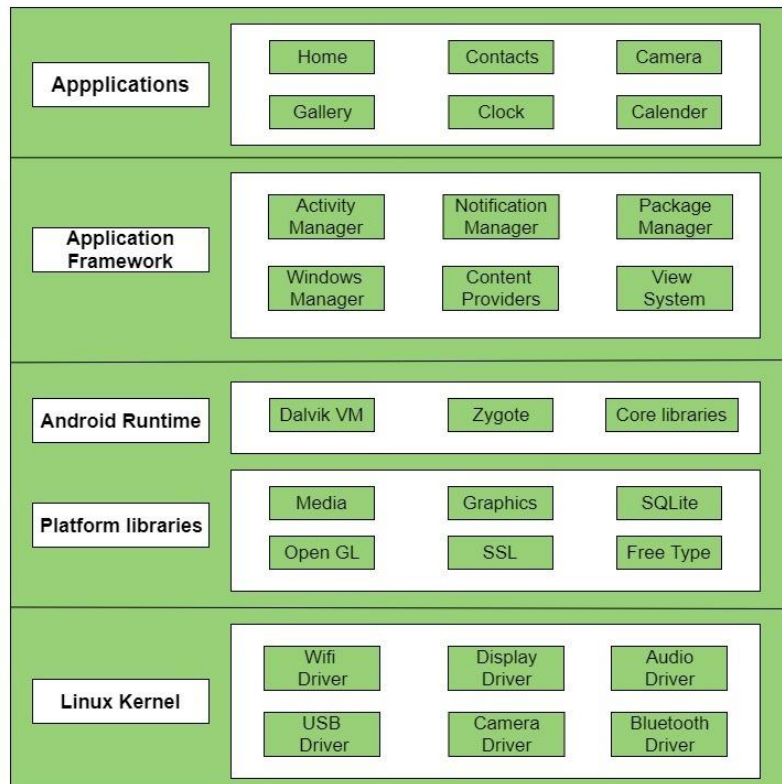 Appplications
Home
Contacts
Camera
Gallery
Clock
Calender
Application
Framework
Activity
Manager
Notification
Manager
Package
Manager
Windows
Manager
Content
Providers
View
System
Android Runtime
Dalvik VM
Zygote
Core libraries
Platform libraries
Media
Graphics
SQLite
Open GL
SSL
Free Type
Linux Kernel
Wifi
Driver
Display
Driver
Audio
Driver
USB
Driver
Camera
Driver
Bluetooth
Driver